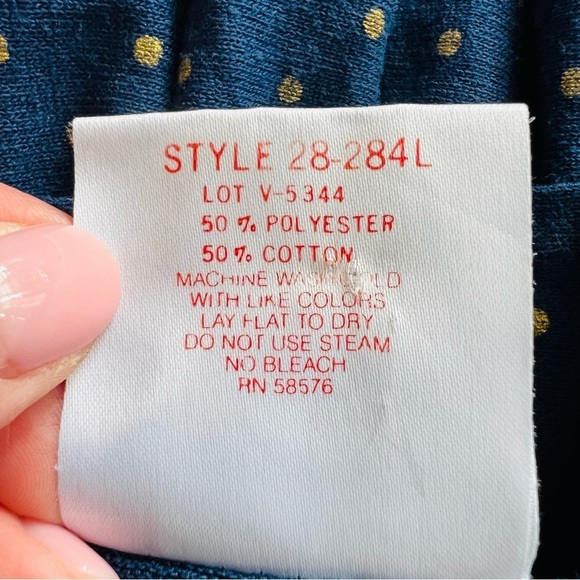 STYLE 28-284L
LOT V-5344
50 % POLYESTER
50 % COTTON
MACHINE WASH COLD
WITH LIKE COLORS
LAY FLAT TO DRY
DO NOT USE STEAM
NO BLEACH
RN 58576